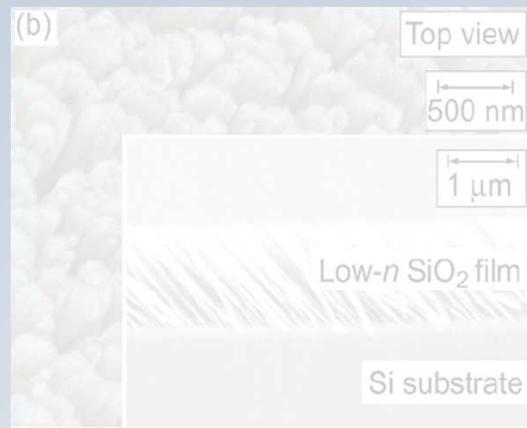 (b)
Top view
500 nm
1 μm
Low-n SiO₂ film
Si substrate